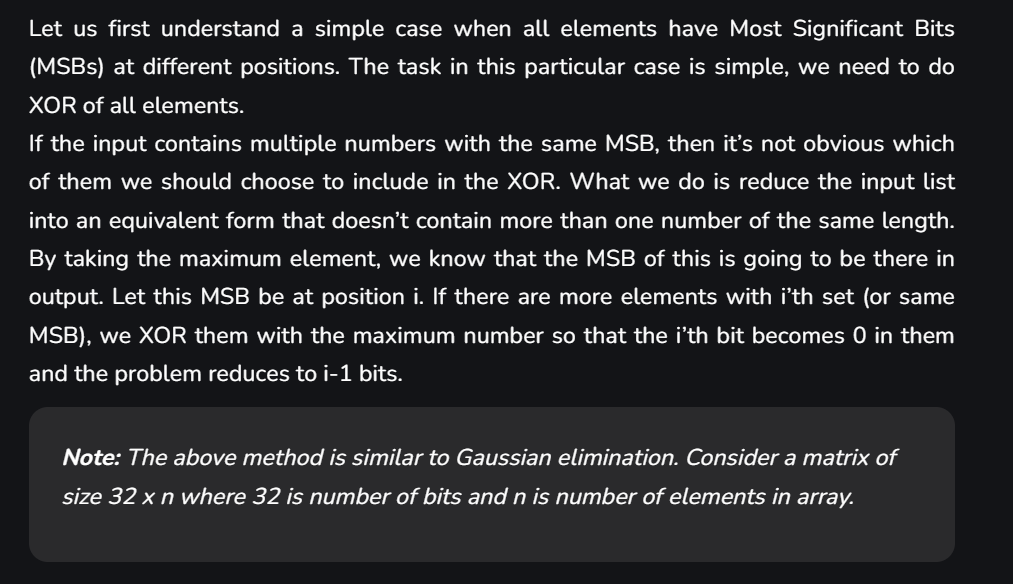 Let us first understand a simple case when all elements have Most Significant Bits
(MSBs) at different positions. The task in this particular case is simple, we need to do
XOR of all elements.
If the input contains multiple numbers with the same MSB, then it’s not obvious which
of them we should choose to include in the XOR. What we do is reduce the input list
into an equivalent form that doesn’t contain more than one number of the same length.
By taking the maximum element, we know that the MSB of this is going to be there in
output. Let this MSB be at position i. If there are more elements with i’th set (or same
MSB), we XOR them with the maximum number so that the i’th bit becomes 0 in them
and the problem reduces to i-1 bits.
Note: The above method is similar to Gaussian elimination. Consider a matrix of
size 32 x n where 32 is number of bits and n is number of elements in array.